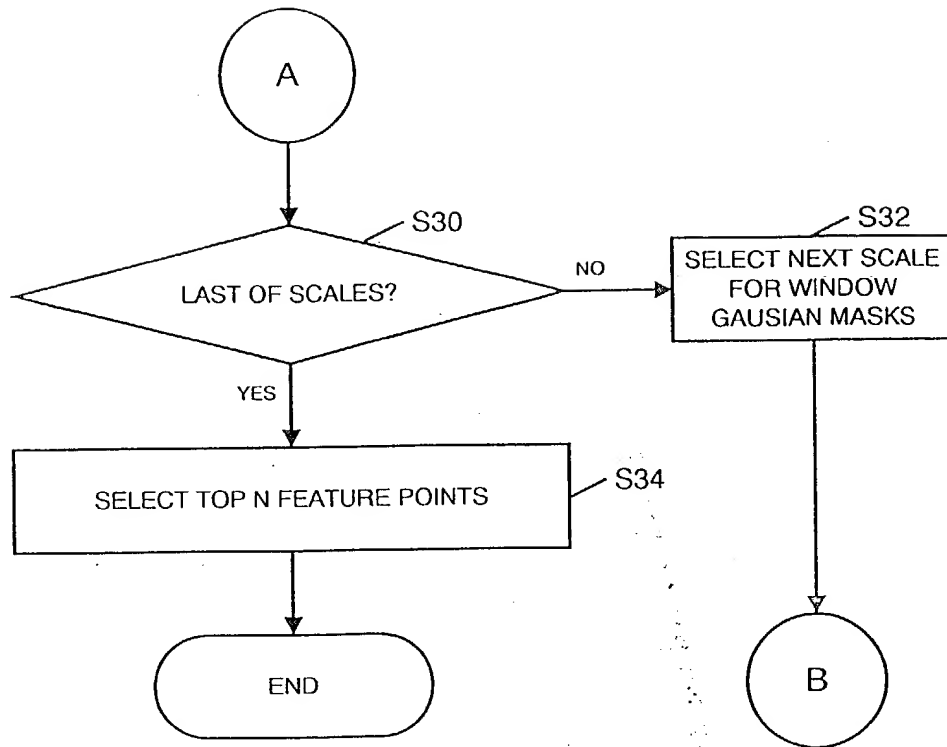 A
S30
LAST OF SCALES?
NO
S32
SELECT NEXT SCALE
FOR WINDOW
GAUSIAN MASKS
YES
SELECT TOP N FEATURE POINTS
S34
END
B